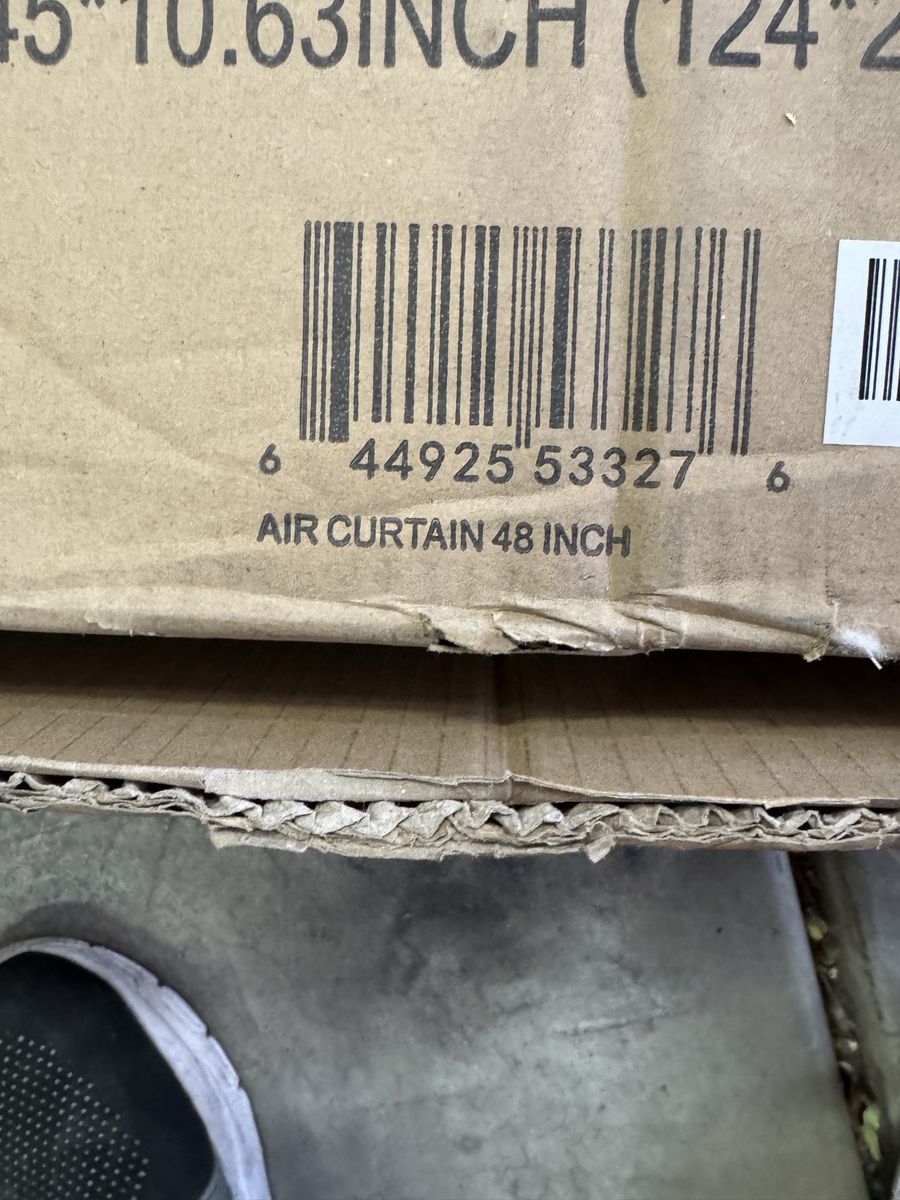 45*10.63INCH (124*2
6 44925 53327 6
AIR CURTAIN 48 INCH